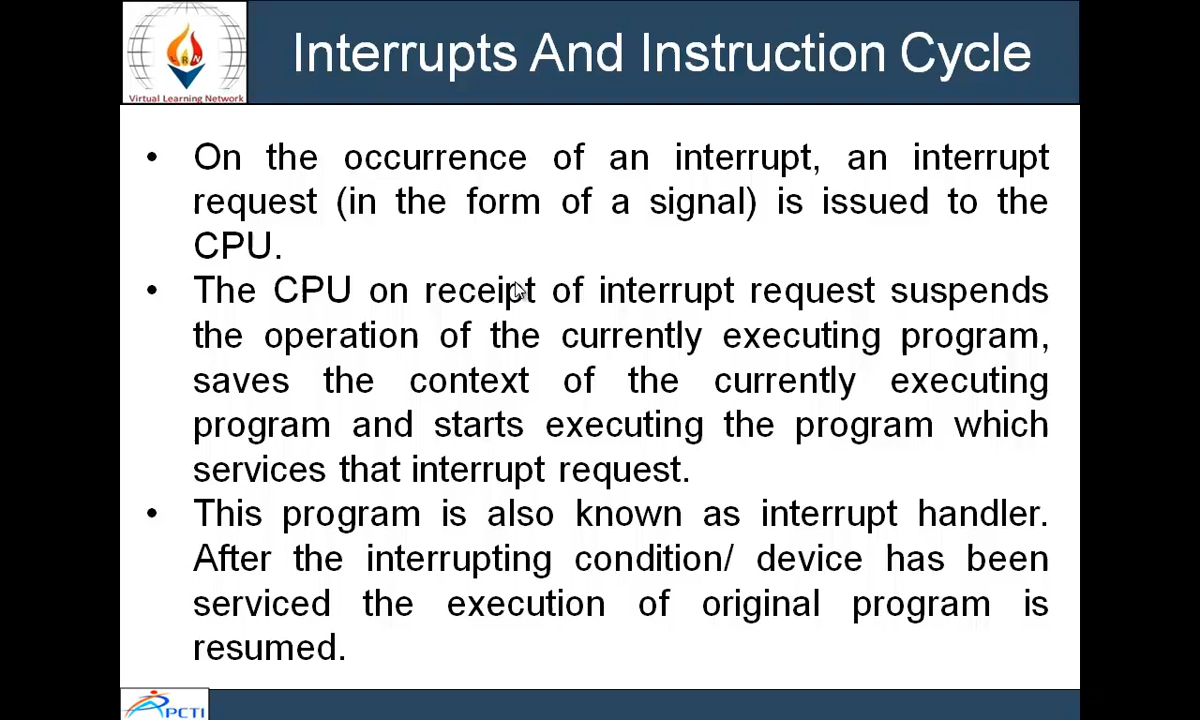 Interrupts And Instruction Cycle
Virtual Learning Network
• On the occurrence of an interrupt, an interrupt
request (in the form of a signal) is issued to the
CPU.
• The CPU on receipt of interrupt request suspends
the operation of the currently executing program,
saves the context of the currently executing
program and starts executing the program which
services that interrupt request.
• This program is also known as interrupt handler.
After the interrupting condition/ device has been
serviced the execution of original program is
resumed.
PCTI